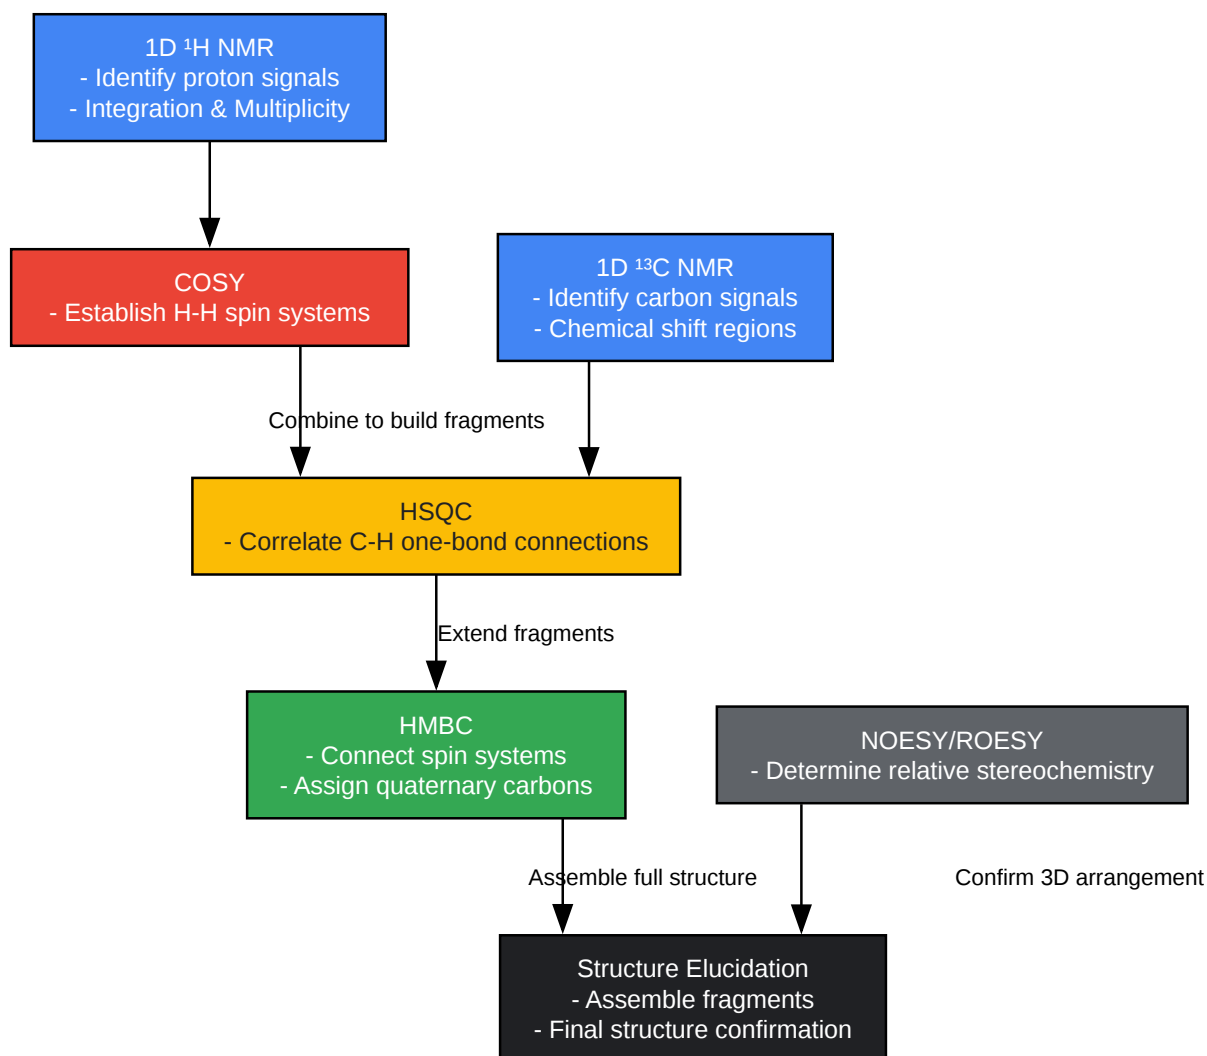 1D ¹H NMR
- Identify proton signals
- Integration & Multiplicity
COSY
- Establish H-H spin systems
1D ¹³C NMR
- Identify carbon signals
- Chemical shift regions
Combine to build fragments
HSQC
- Correlate C-H one-bond connections
Extend fragments
HMBC
- Connect spin systems
- Assign quaternary carbons
NOESY/ROESY
- Determine relative stereochemistry
Assemble full structure
Confirm 3D arrangement
Structure Elucidation
- Assemble fragments
- Final structure confirmation